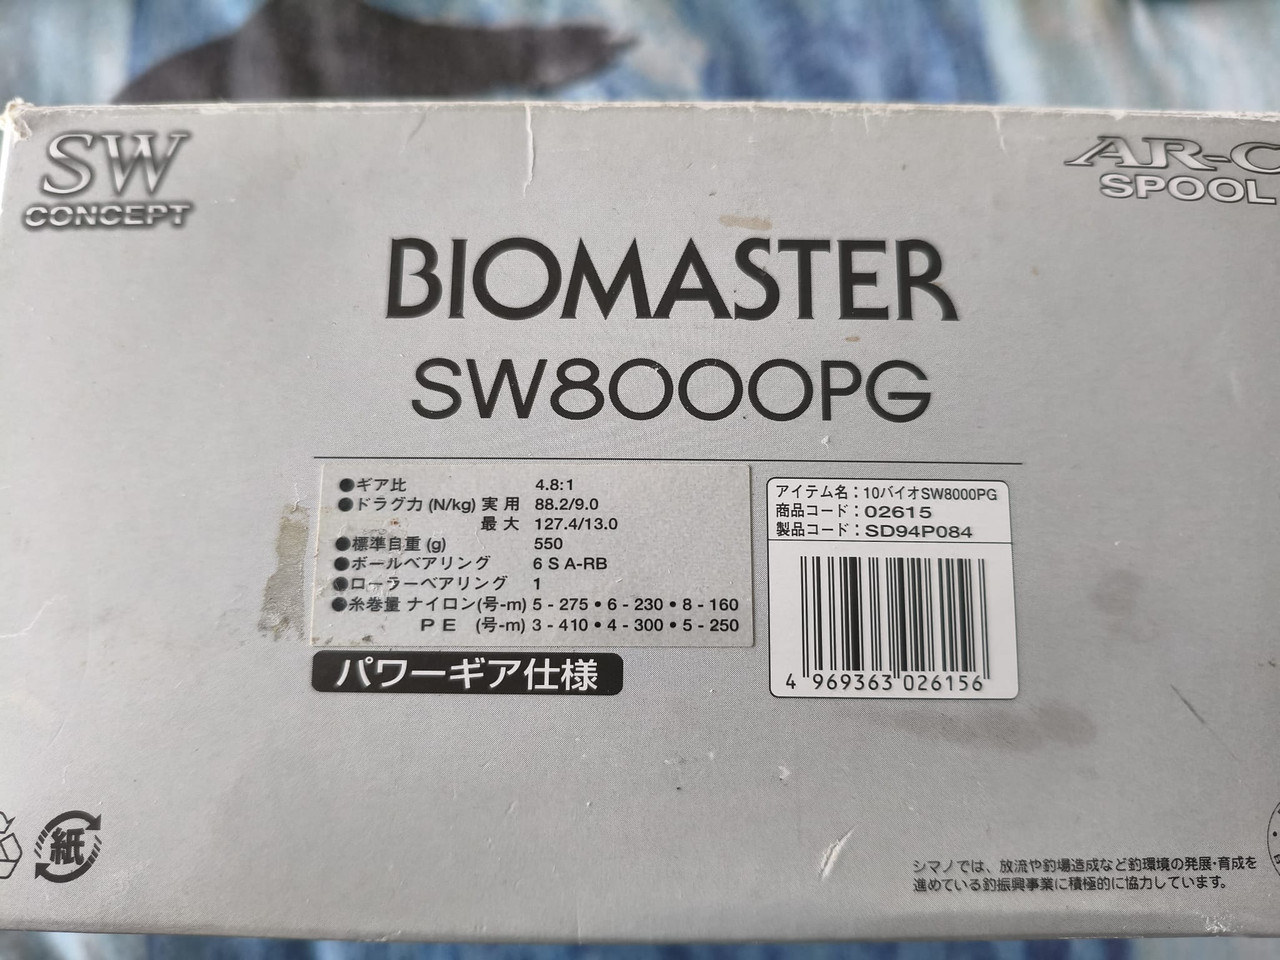 SW
CONCEPT
AR-C
SPOOL
BIOMASTER
SW8000PG
●ギア比 4.8:1
●ドラグ力 (N/kg) 実用 88.2/9.0
最大 127.4/13.0
●標準自重 (g) 550
●ボールベアリング 6 S A-RB
●ローラーベアリング 1
●糸巻量 ナイロン(号-m) 5 - 275 • 6 - 230 • 8 - 160
PE (号-m) 3 - 410 • 4 - 300 • 5 - 250
パワーギア仕様
アイテム名：10バイオSW8000PG
商品コード：02615
製品コード：SD94P084
4 969363 026156
紙
シマノでは、放流や釣場造成など釣環境の発展・育成を
進めている釣振興事業に積極的に協力しています。